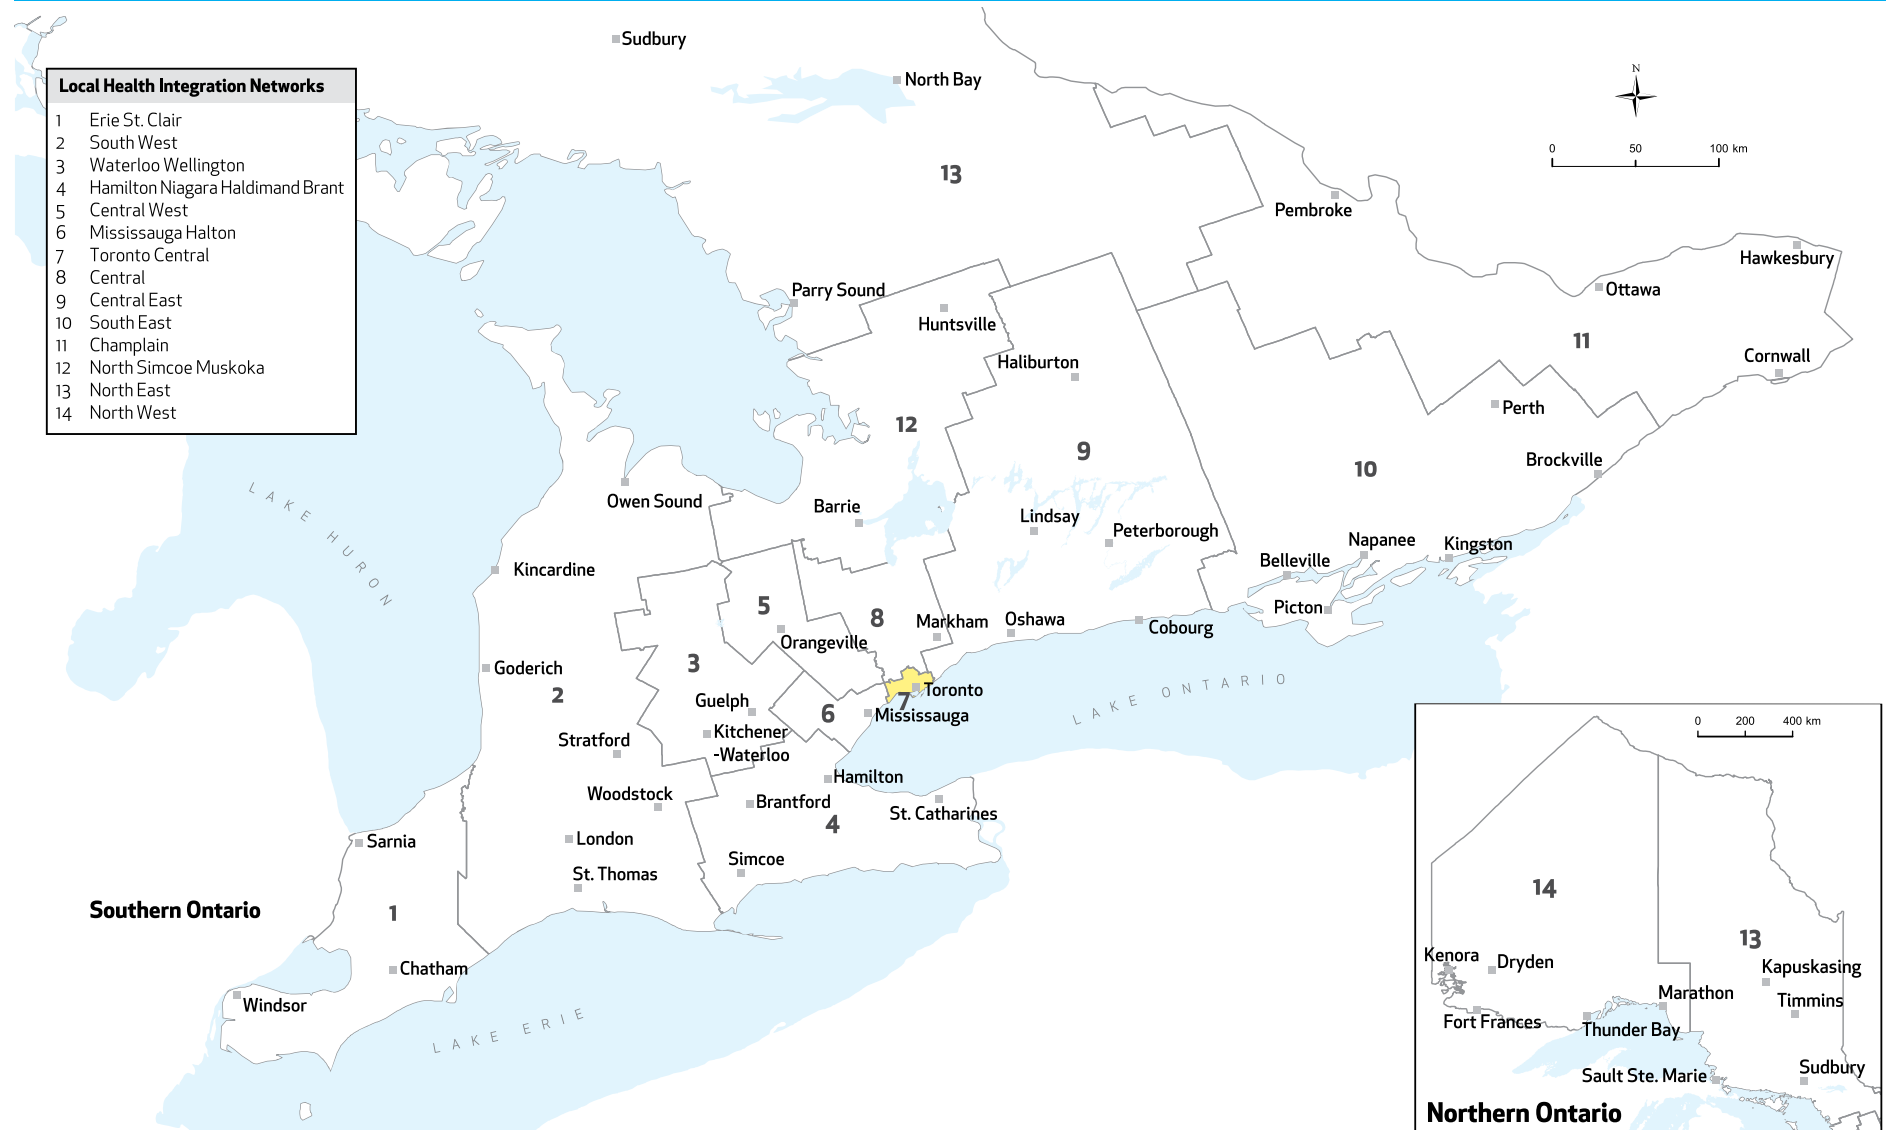 Local Health Integration Networks
1 Erie St. Clair
2 South West
3 Waterloo Wellington
4 Hamilton Niagara Haldimand Brant
5 Central West
6 Mississauga Halton
7 Toronto Central
8 Central
9 Central East
10 South East
11 Champlain
12 North Simcoe Muskoka
13 North East
14 North West
Sudbury
North Bay
N
0 50 100 km
13
Pembroke
Hawkesbury
Parry Sound
Ottawa
Huntsville
11
Haliburton
Cornwall
Perth
12
9
10
Brockville
Owen Sound
Barrie
Lindsay
Peterborough
Napanee
Kingston
Belleville
LAKE HURON
Kincardine
5
8
Picton
Markham
Oshawa
Cobourg
Orangeville
3
Goderich
2
Toronto
LAKE ONTARIO
7
Guelph
6
Mississauga
Kitchener
-Waterloo
Stratford
Hamilton
Woodstock
Brantford
St. Catharines
4
Sarnia
London
Simcoe
St. Thomas
Southern Ontario
1
Chatham
Windsor
LAKE ERIE
0 200 400 km
14
13
Kenora
Dryden
Kapuskasing
Marathon
Timmins
Fort Frances
Thunder Bay
Sault Ste. Marie
Sudbury
Northern Ontario